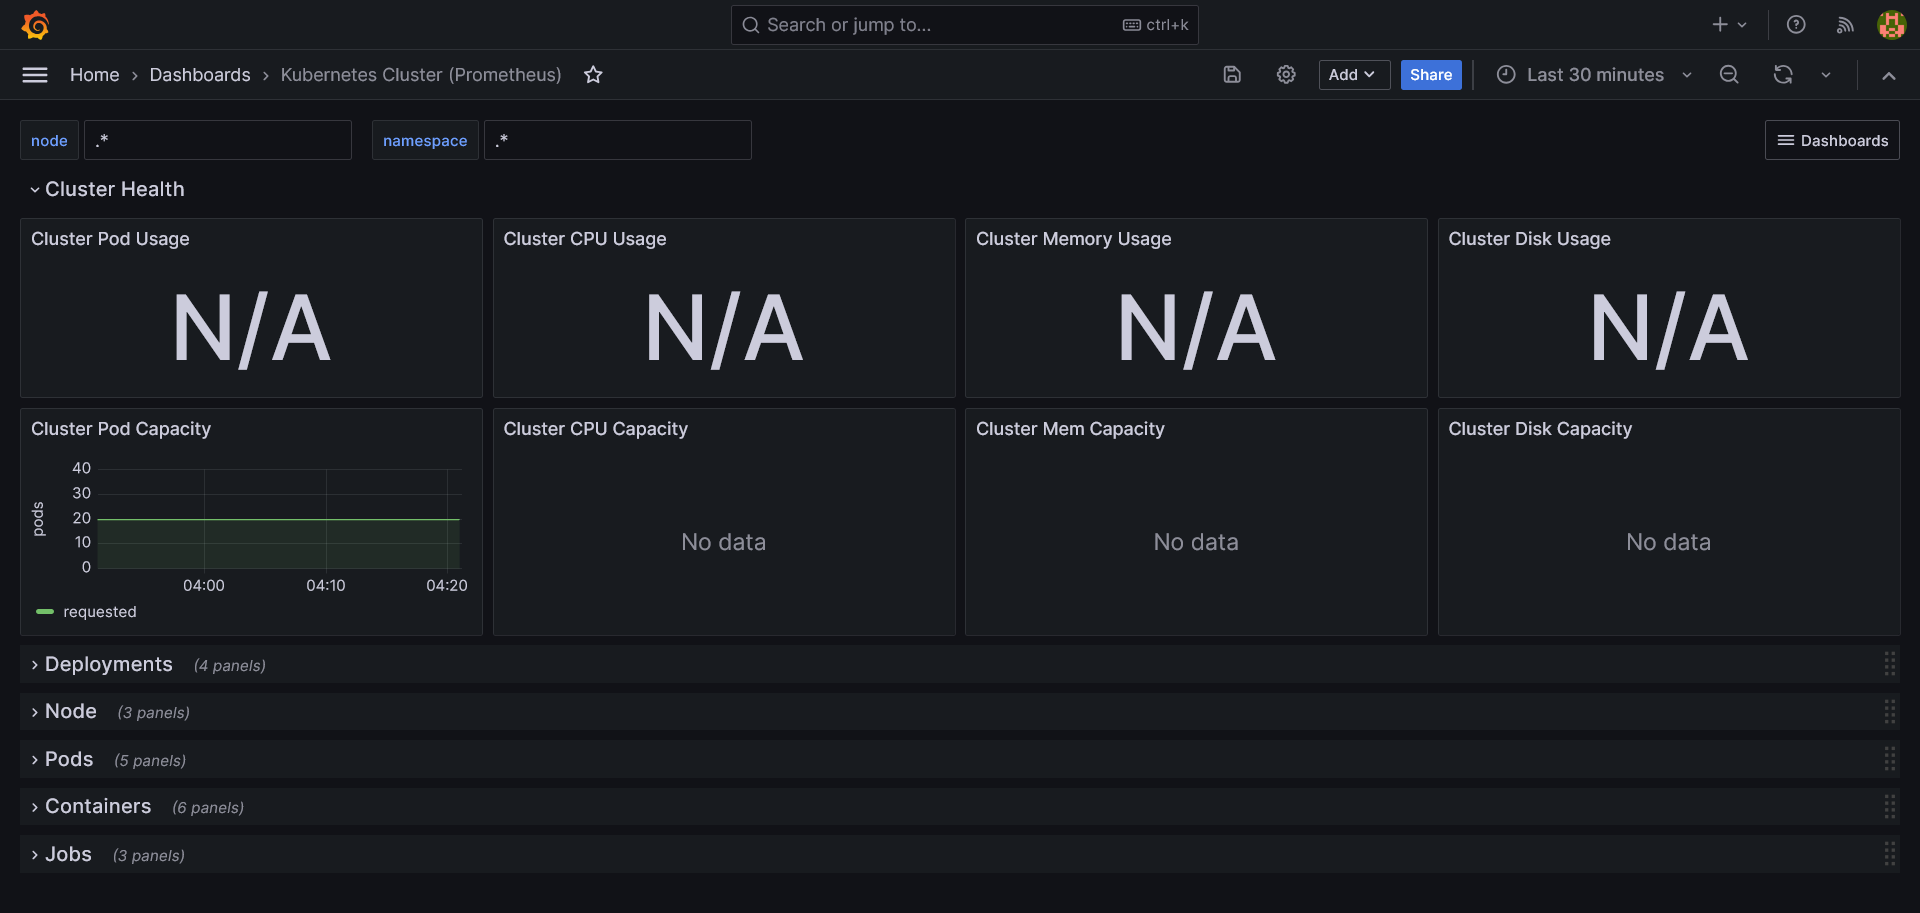 Search or jump to...
ctrl+k
Home › Dashboards › Kubernetes Cluster (Prometheus)
Add
Share
Last 30 minutes
node
.*
namespace
.*
Dashboards
Cluster Health
Cluster Pod Usage
N/A
Cluster CPU Usage
N/A
Cluster Memory Usage
N/A
Cluster Disk Usage
N/A
Cluster Pod Capacity
pods
40
30
20
10
0
04:00
04:10
04:20
requested
Cluster CPU Capacity
No data
Cluster Mem Capacity
No data
Cluster Disk Capacity
No data
Deployments (4 panels)
Node (3 panels)
Pods (5 panels)
Containers (6 panels)
Jobs (3 panels)